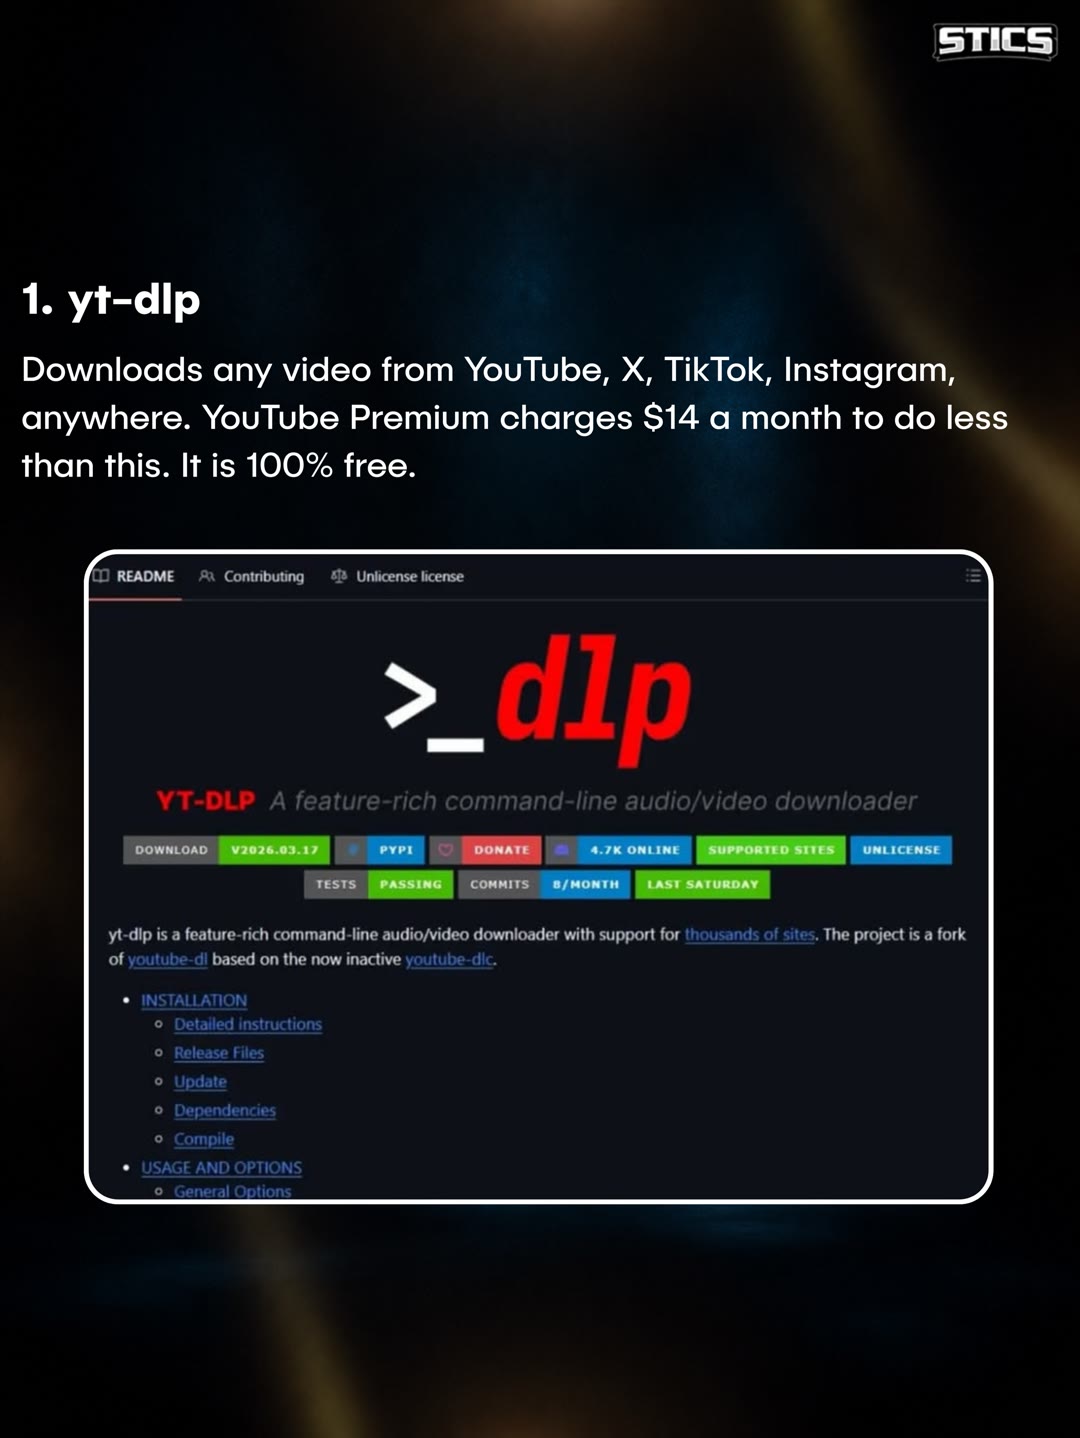 STICS
1. yt-dlp
Downloads any video from YouTube, X, TikTok, Instagram,
anywhere. YouTube Premium charges $14 a month to do less
than this. It is 100% free.
README Contributing Unlicense license
>_dlp
YT-DLP A feature-rich command-line audio/video downloader
DOWNLOAD V2026.03.17 PYPI DONATE 4.7K ONLINE SUPPORTED SITES UNLICENSE
TESTS PASSING COMMITS 8/MONTH LAST SATURDAY
yt-dlp is a feature-rich command-line audio/video downloader with support for thousands of sites. The project is a fork
of youtube-dl based on the now inactive youtube-dlc.
• INSTALLATION
◦ Detailed instructions
◦ Release Files
◦ Update
◦ Dependencies
◦ Compile
• USAGE AND OPTIONS
◦ General Options